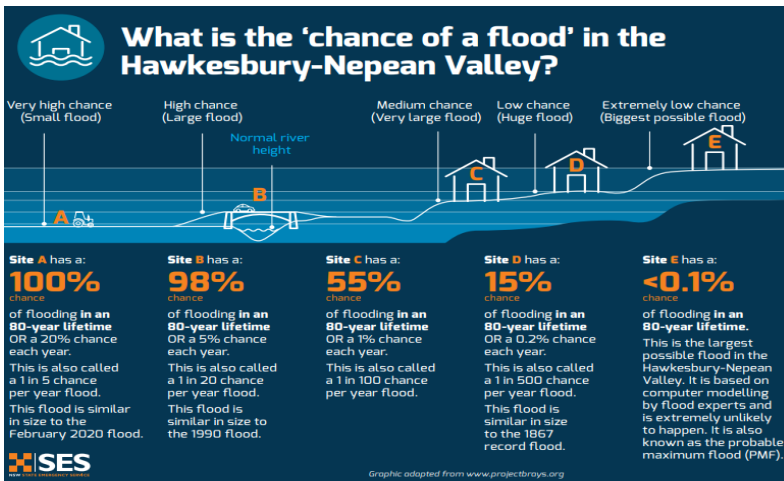 What is the ‘chance of a flood’ in the
Hawkesbury-Nepean Valley?
Very high chance
(Small flood)
High chance
(Large flood)
Normal river
height
Medium chance
(Very large flood)
Low chance
(Huge flood)
Extremely low chance
(Biggest possible flood)
A
B
C
D
E
Site A has a:
100%
chance
of flooding in an
80-year lifetime
OR a 20% chance
each year.
This is also called
a 1 in 5 chance
per year flood.
This flood is similar
in size to the
February 2020 flood.
Site B has a:
98%
chance
of flooding in an
80-year lifetime
OR a 5% chance
each year.
This is also called
a 1 in 20 chance
per year flood.
This flood is
similar in size to
the 1990 flood.
Site C has a:
55%
chance
of flooding in an
80-year lifetime
OR a 1% chance
each year.
This is also called
a 1 in 100 chance
per year flood.
Site D has a:
15%
chance
of flooding in an
80-year lifetime
OR a 0.2% chance
each year.
This is also called
a 1 in 500 chance
per year flood.
This flood is
similar in size
to the 1867
record flood.
Site E has a:
<0.1%
chance
of flooding in an
80-year lifetime.
This is the largest
possible flood in the
Hawkesbury-Nepean
Valley. It is based on
computer modelling
by flood experts and
is extremely unlikely
to happen. It is also
known as the probable
maximum flood (PMF).
SES
NSW STATE EMERGENCY SERVICE
Graphic adapted from www.projectbrays.org